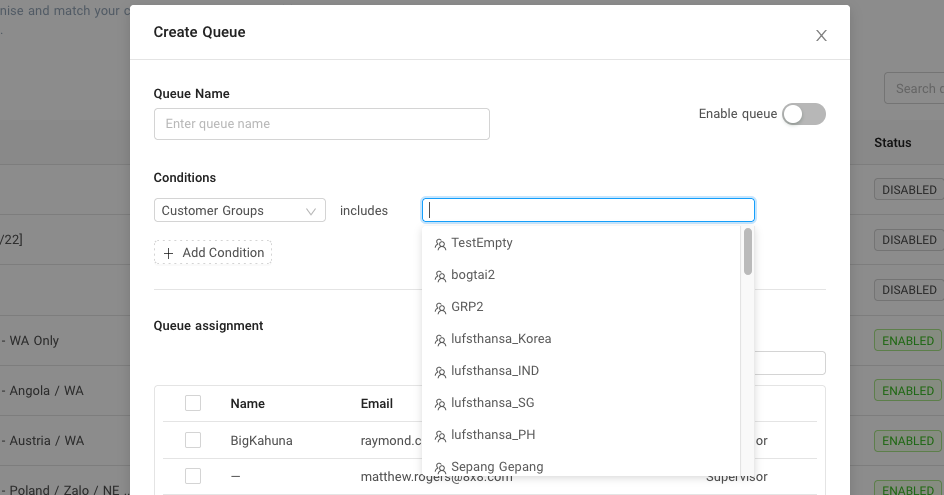 nise and match your c
Create Queue
.
Search c
Queue Name
Enter queue name
Enable queue
Status
Conditions
DISABLED
Customer Groups
includes
/22]
DISABLED
TestEmpty
Add Condition
bogtai2
DISABLED
GRP2
Queue assignment
- WA Only
lufsthansa_Korea
ENABLED
lufsthansa_IND
- Angola / WA
ENABLED
Name
Email
lufsthansa_SG
- Austria / WA
BigKahuna
raymond.c
lufsthansa_PH
or
ENABLED
Sepang Gepang
—
matthew.rogers@8x8.com
Supervisor
- Poland / Zalo / NE ..
ENABLED